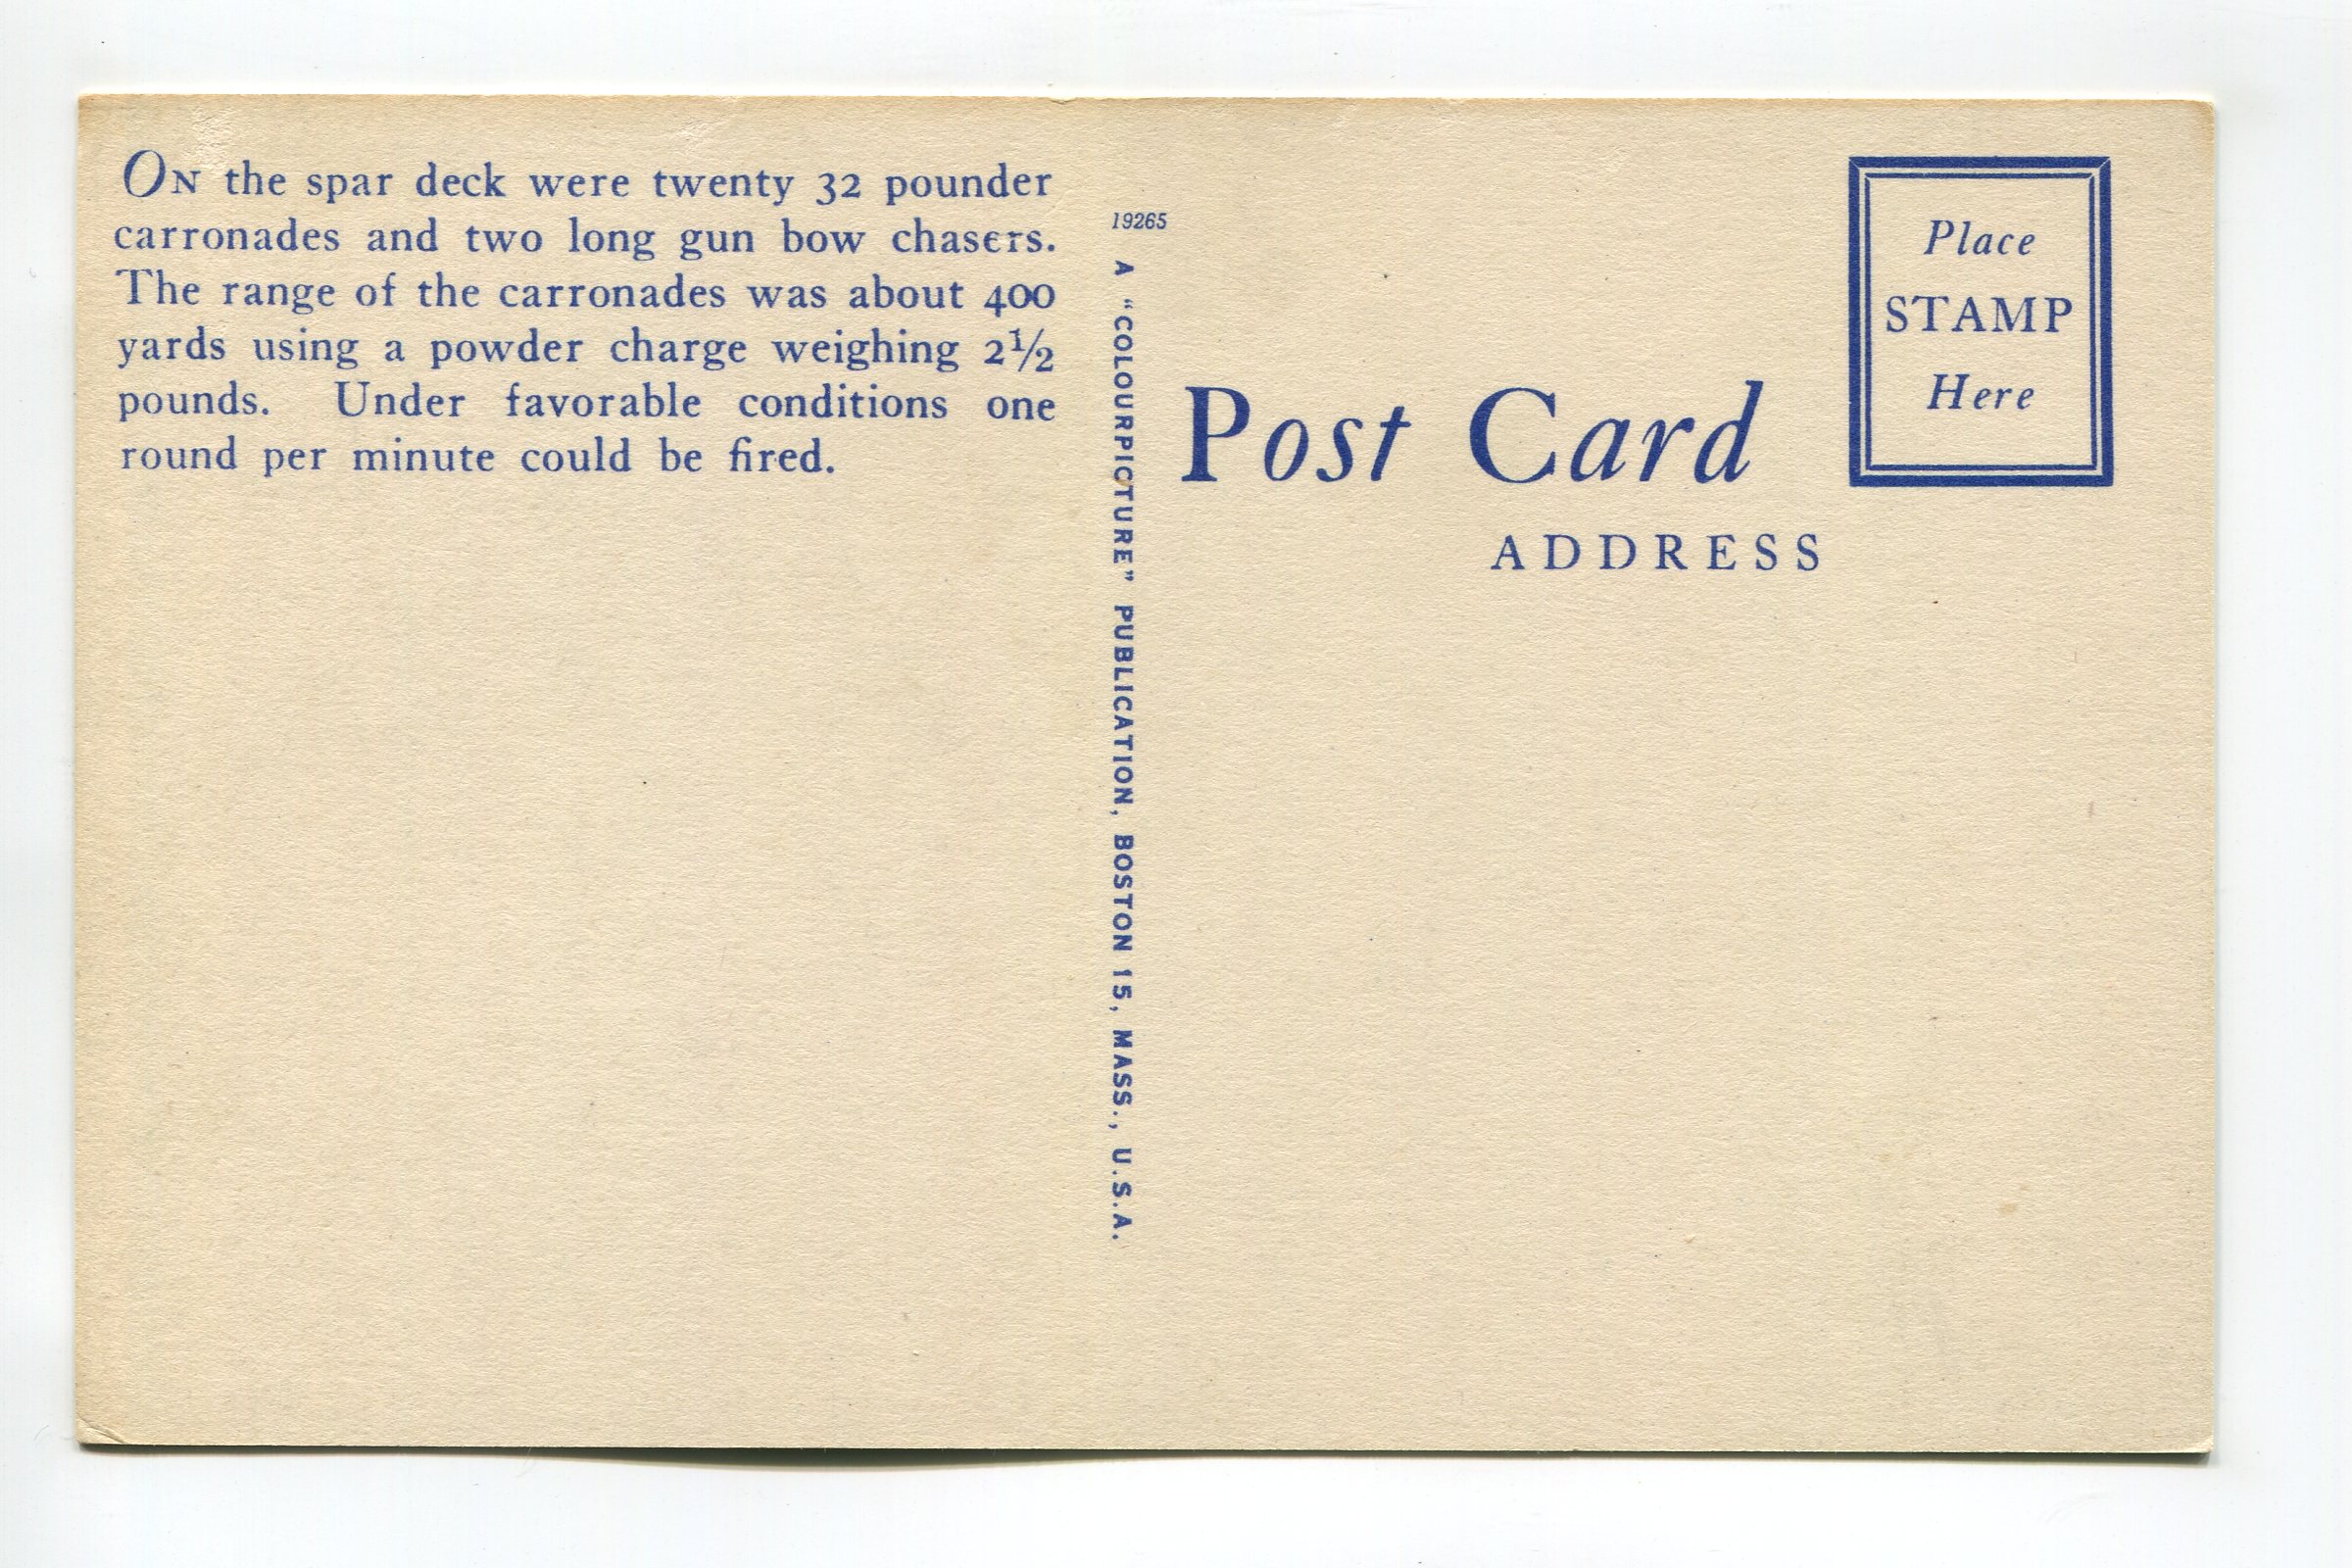 On the spar deck were twenty 32 pounder
carronades and two long gun bow chasers.
The range of the carronades was about 400
yards using a powder charge weighing 2½
pounds. Under favorable conditions one
round per minute could be fired.
19265
A "COLOURPICTURE" PUBLICATION, BOSTON 15, MASS., U.S.A.
Post Card
ADDRESS
Place
STAMP
Here